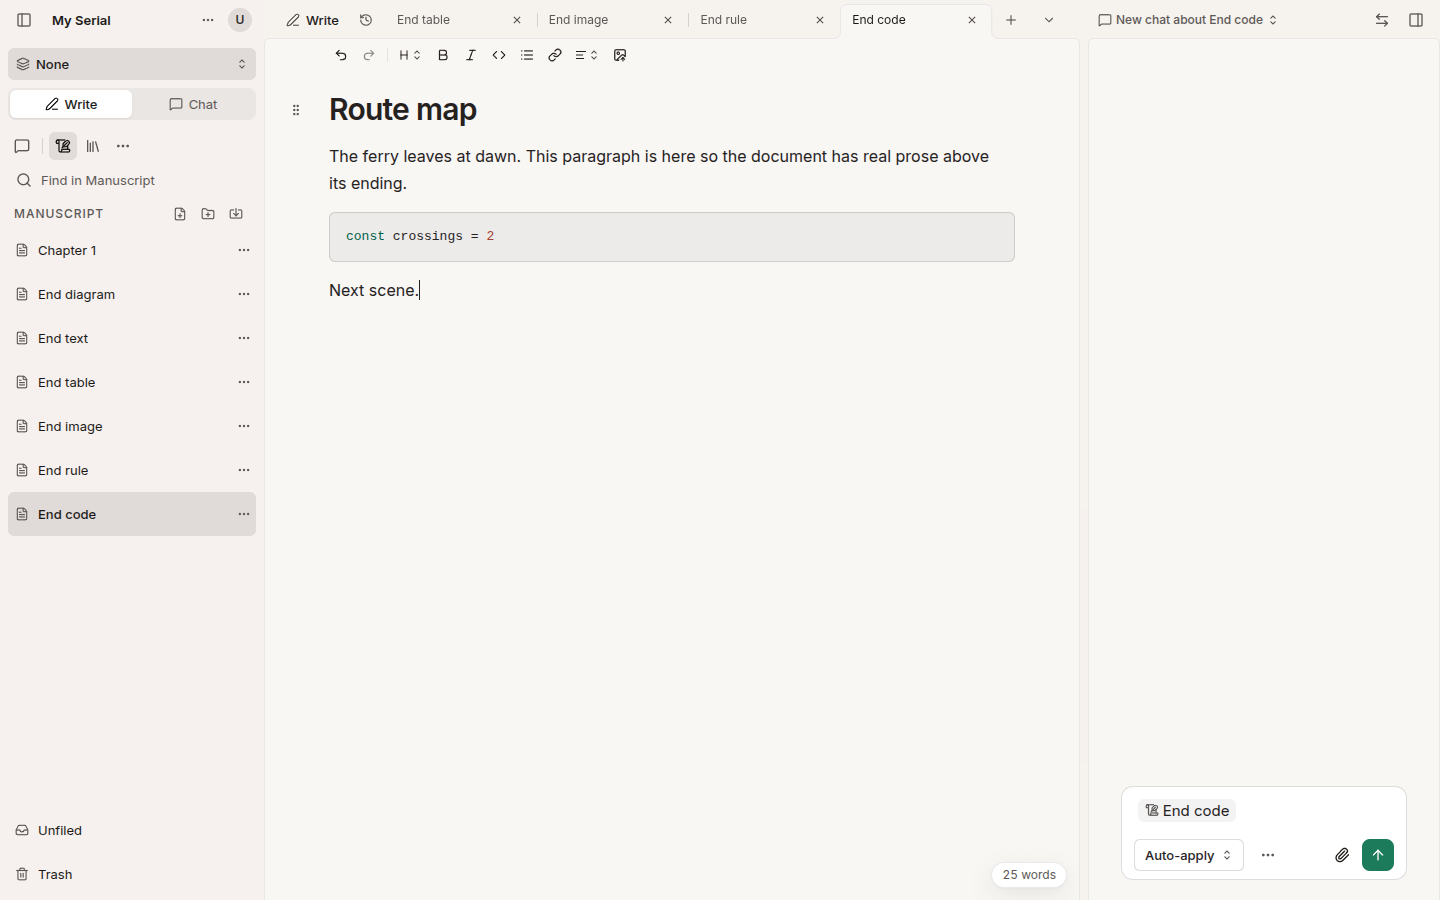 My Serial
U
None
Write
Chat
Find in Manuscript
MANUSCRIPT
Chapter 1
End diagram
End text
End table
End image
End rule
End code
Unfiled
Trash
Write
End table
End image
End rule
End code
H
B
I
Route map
The ferry leaves at dawn. This paragraph is here so the document has real prose above
its ending.
const crossings = 2
Next scene.
25 words
New chat about End code
End code
Auto-apply